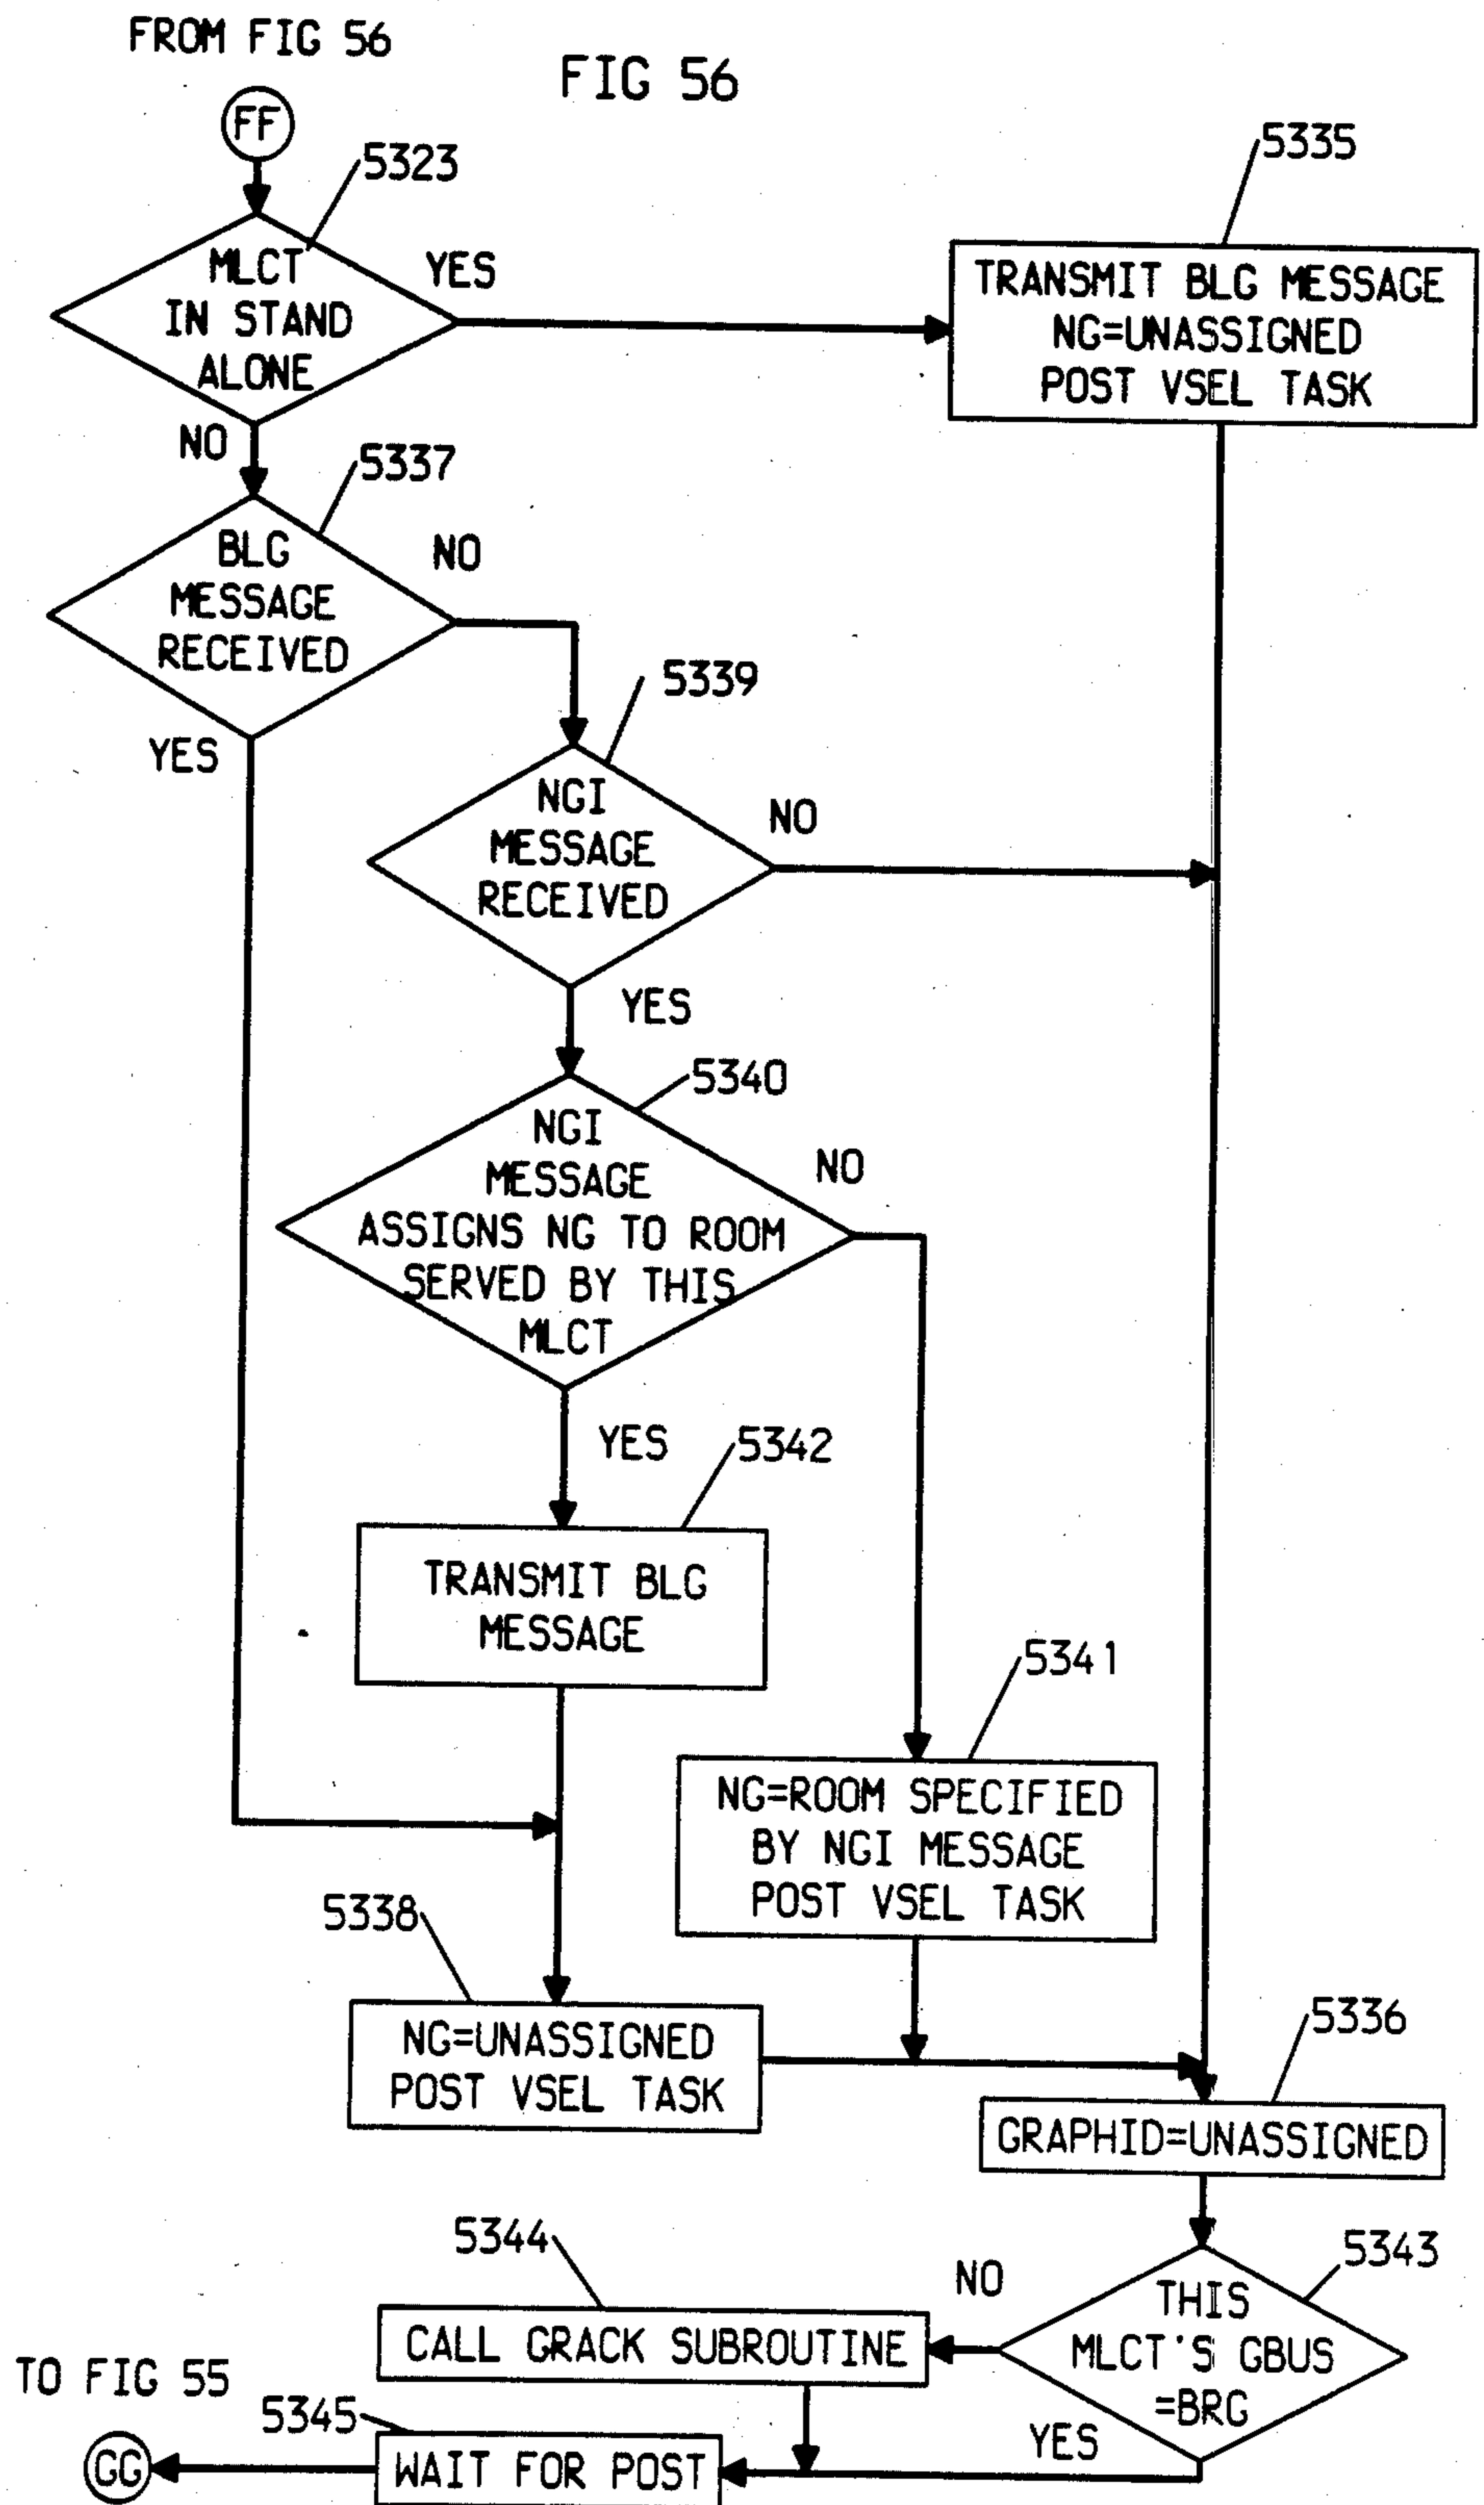 FROM FIG 56
FIG 56
FF
5323
5335
MLCT
IN STAND
ALONE
YES
TRANSMIT BLG MESSAGE
NG=UNASSIGNED
POST VSEL TASK
NO
5337
BLG
MESSAGE
RECEIVED
NO
YES
5339
NGI
MESSAGE
RECEIVED
NO
YES
5340
NGI
MESSAGE
ASSIGNS NG TO ROOM
SERVED BY THIS
MLCT
NO
YES
5342
TRANSMIT BLG
MESSAGE
5341
NG=ROOM SPECIFIED
BY NGI MESSAGE
POST VSEL TASK
5338
NG=UNASSIGNED
POST VSEL TASK
5336
GRAPHID=UNASSIGNED
5344
5343
NO
THIS
MLCT'S GBUS
=BRG
CALL GRACK SUBROUTINE
YES
TO FIG 55
5345
GG
WAIT FOR POST